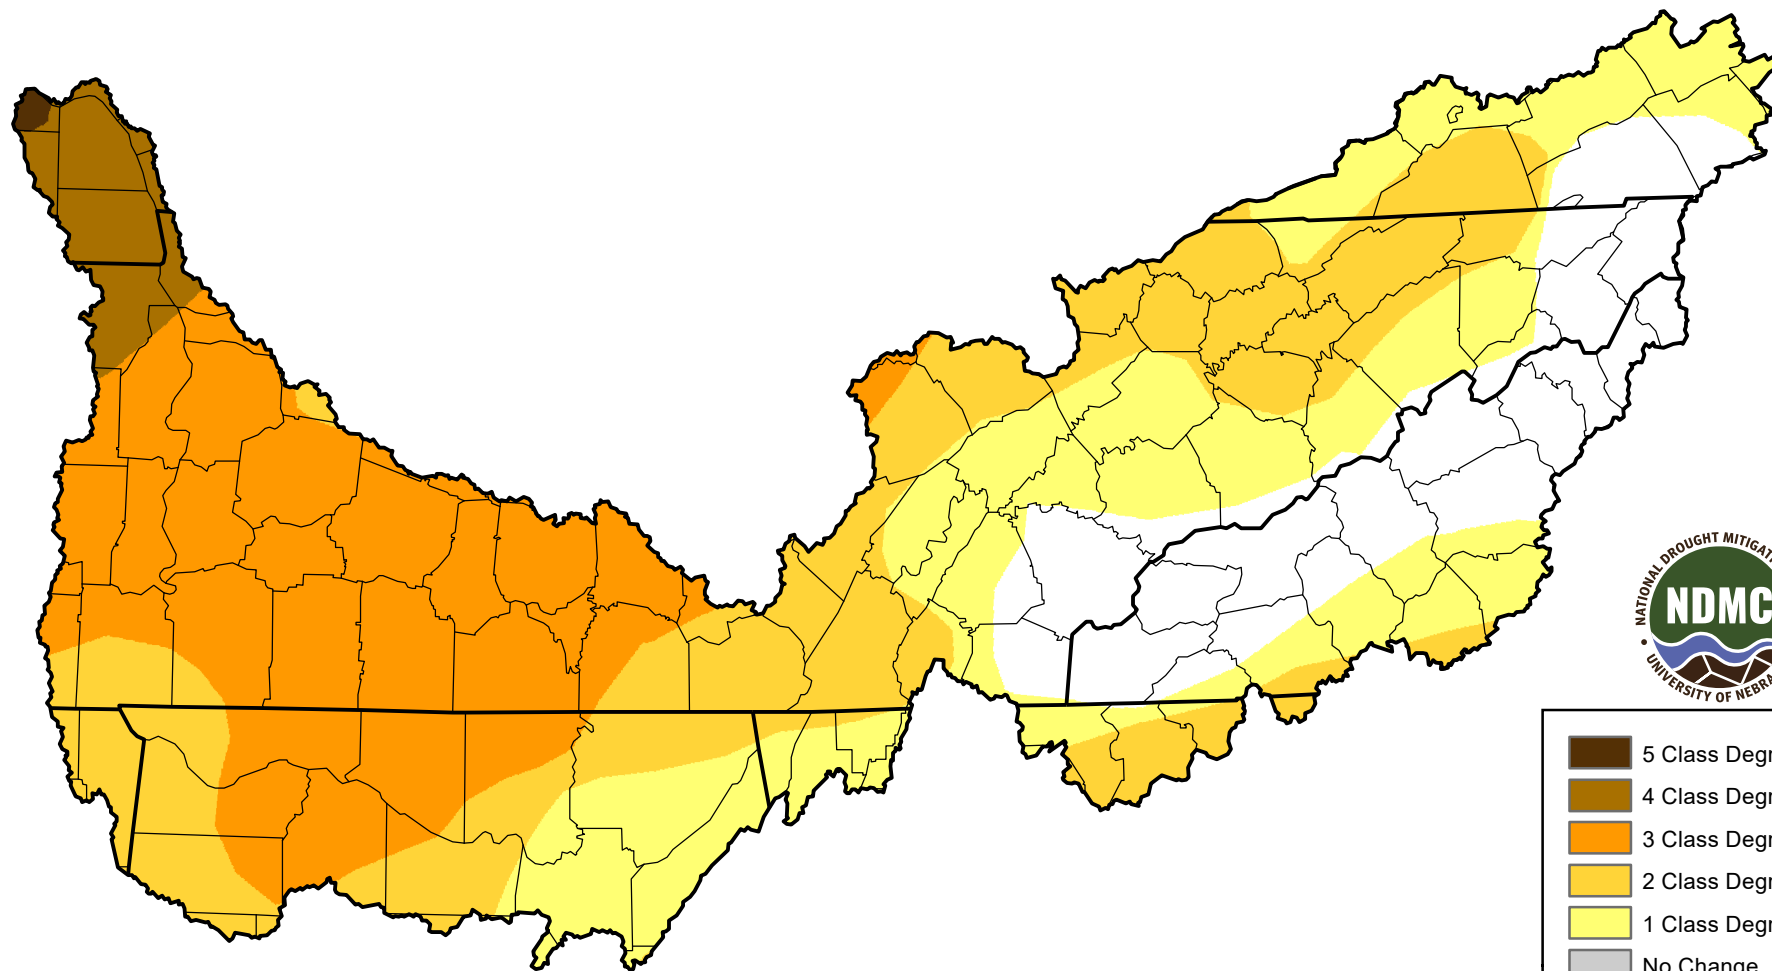 NATIONAL DROUGHT MITIGAT
NDMC
UNIVERSITY OF NEBRA
5 Class Degr
4 Class Degr
3 Class Degr
2 Class Degr
1 Class Degr
No Change